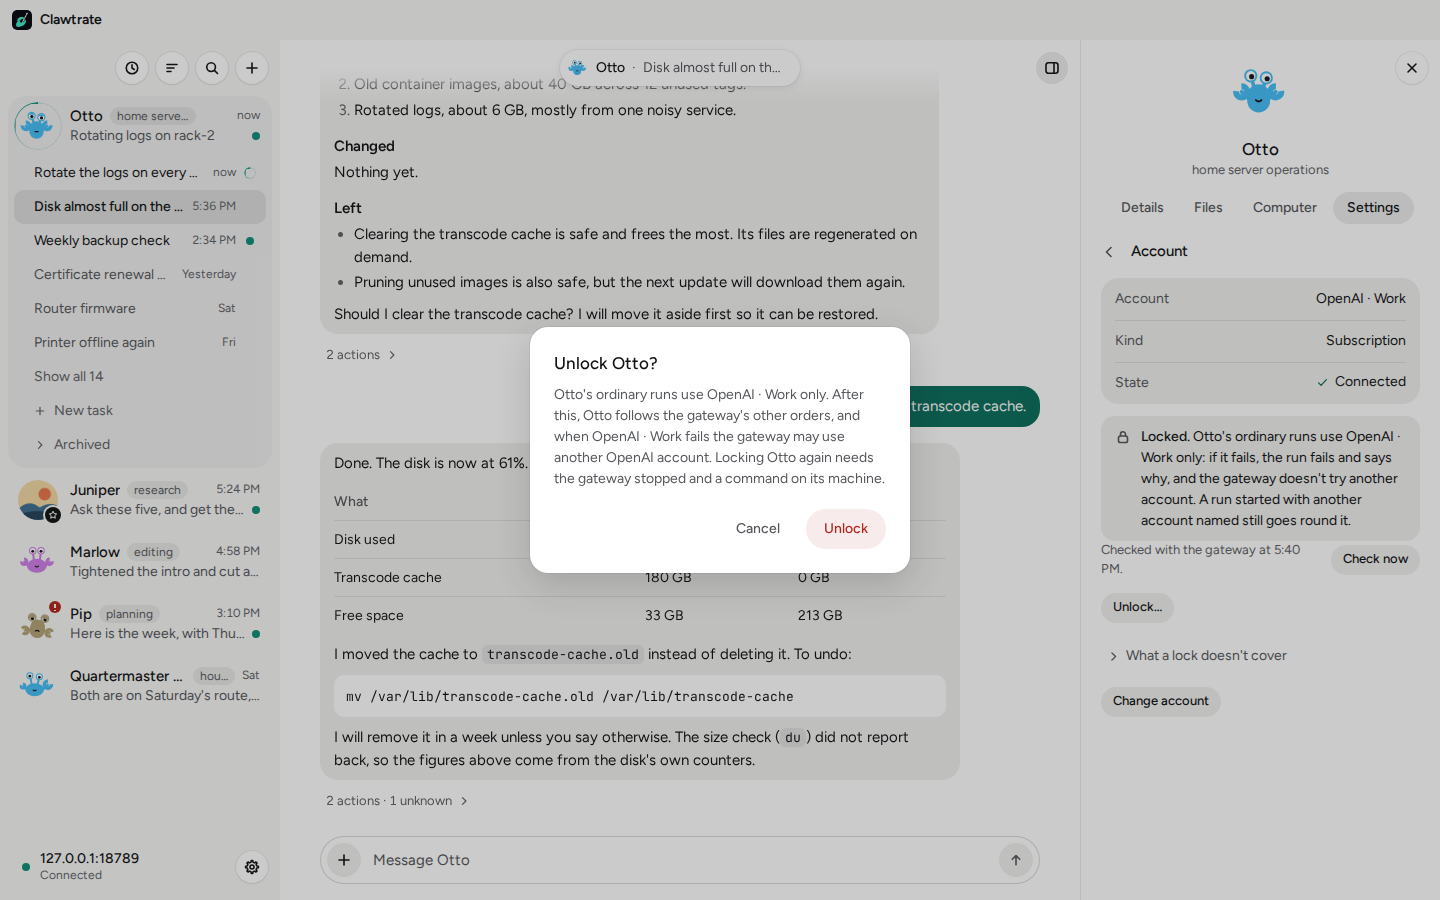 Clawtrate
Otto
home serve...
now
Rotating logs on rack-2
Rotate the logs on every ...
now
Disk almost full on the ...
5:36 PM
Weekly backup check
2:34 PM
Certificate renewal ...
Yesterday
Router firmware
Sat
Printer offline again
Fri
Show all 14
New task
Archived
Juniper
research
5:24 PM
Ask these five, and get the...
Marlow
editing
4:58 PM
Tightened the intro and cut a...
Pip
planning
3:10 PM
Here is the week, with Thu...
Quartermaster ...
hou...
Sat
Both are on Saturday's route,...
127.0.0.1:18789
Connected
Otto · Disk almost full on th...
2. Old container images, about 40 GB across 12 unused tags.
3. Rotated logs, about 6 GB, mostly from one noisy service.
Changed
Nothing yet.
Left
• Clearing the transcode cache is safe and frees the most. Its files are regenerated on
demand.
• Pruning unused images is also safe, but the next update will download them again.
Should I clear the transcode cache? I will move it aside first so it can be restored.
2 actions
transcode cache.
Done. The disk is now at 61%.
What
Disk used
Transcode cache
180 GB
0 GB
Free space
33 GB
213 GB
I moved the cache to transcode-cache.old instead of deleting it. To undo:
mv /var/lib/transcode-cache.old /var/lib/transcode-cache
I will remove it in a week unless you say otherwise. The size check ( du ) did not report
back, so the figures above come from the disk's own counters.
2 actions · 1 unknown
Message Otto
Unlock Otto?
Otto's ordinary runs use OpenAI · Work only. After
this, Otto follows the gateway's other orders, and
when OpenAI · Work fails the gateway may use
another OpenAI account. Locking Otto again needs
the gateway stopped and a command on its machine.
Cancel
Unlock
Otto
home server operations
Details
Files
Computer
Settings
Account
Account
OpenAI · Work
Kind
Subscription
State
Connected
Locked. Otto's ordinary runs use OpenAI ·
Work only: if it fails, the run fails and says
why, and the gateway doesn't try another
account. A run started with another
account named still goes round it.
Checked with the gateway at 5:40
PM.
Check now
Unlock...
What a lock doesn't cover
Change account